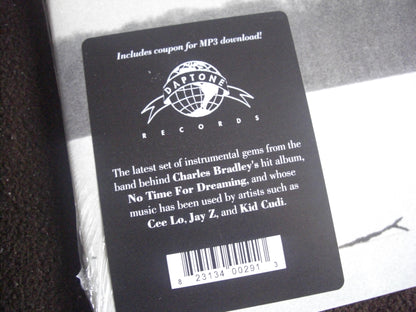 Includes coupon for MP3 download!
DAPTONE
RECORDS
The latest set of instrumental gems from the
band behind Charles Bradley's hit album,
No Time For Dreaming, and whose
music has been used by artists such as
Cee Lo, Jay Z, and Kid Cudi.
8 23134 00291 3